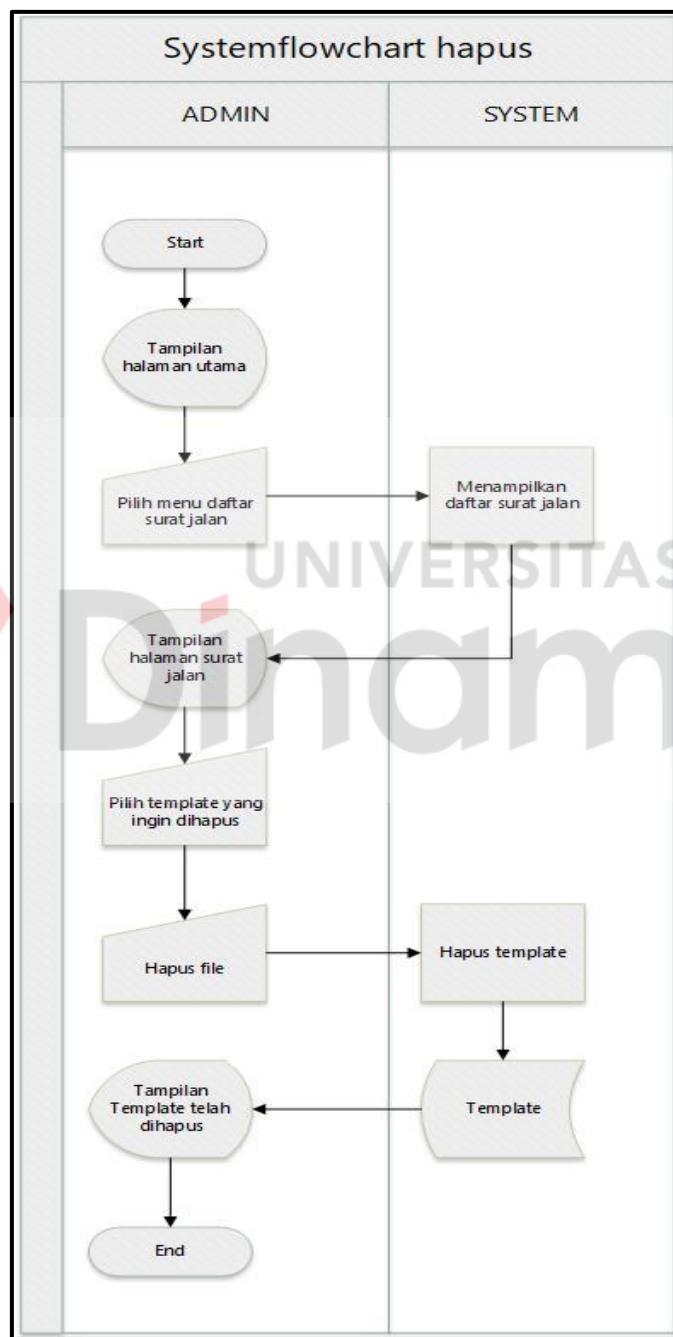 Systemflowchart hapus
ADMIN
SYSTEM
Start
Tampilan
halaman utama
Pilih menu daftar
surat jalan
Menampilkan
daftar surat jalan
UNIVERSITAS
Dinam
Tampilan
halaman surat
jalan
Pilih template yang
ingin dihapus
Hapus file
Hapus template
Template
Tampilan
Template telah
dihapus
End